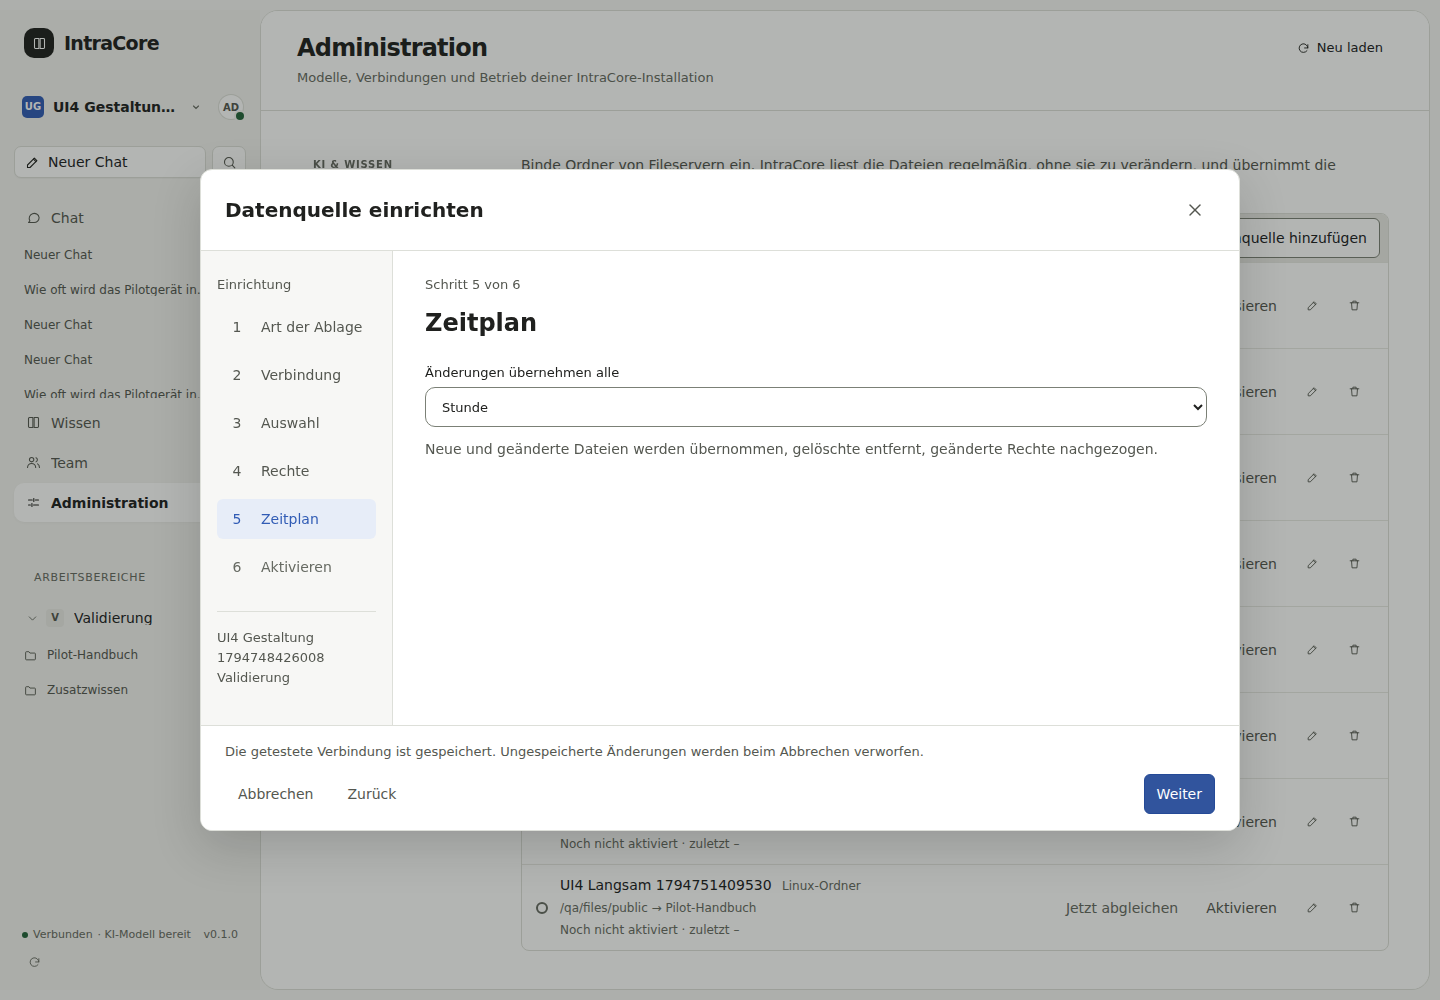 IntraCore
UG UI4 Gestaltun... AD
Neuer Chat
Chat
Neuer Chat
Wie oft wird das Pilotgerät in.
Neuer Chat
Neuer Chat
Wie oft wird das Pilotgerät in.
Wissen
Team
Administration
ARBEITSBEREICHE
V Validierung
Pilot-Handbuch
Zusatzwissen
Verbunden · KI-Modell bereit v0.1.0
Administration
Modelle, Verbindungen und Betrieb deiner IntraCore-Installation
Neu laden
KI & WISSEN
Binde Ordner von Fileservern ein. IntraCore liest die Dateien regelmäßig, ohne sie zu verändern, und übernimmt die
quelle hinzufügen
Datenquelle einrichten
Einrichtung
1 Art der Ablage
2 Verbindung
3 Auswahl
4 Rechte
5 Zeitplan
6 Aktivieren
UI4 Gestaltung
1794748426008
Validierung
Schritt 5 von 6
Zeitplan
Änderungen übernehmen alle
Stunde
Neue und geänderte Dateien werden übernommen, gelöschte entfernt, geänderte Rechte nachgezogen.
Die getestete Verbindung ist gespeichert. Ungespeicherte Änderungen werden beim Abbrechen verworfen.
Abbrechen
Zurück
Weiter
Noch nicht aktiviert · zuletzt –
UI4 Langsam 1794751409530 Linux-Ordner
/qa/files/public → Pilot-Handbuch
Noch nicht aktiviert · zuletzt –
Jetzt abgleichen
Aktivieren